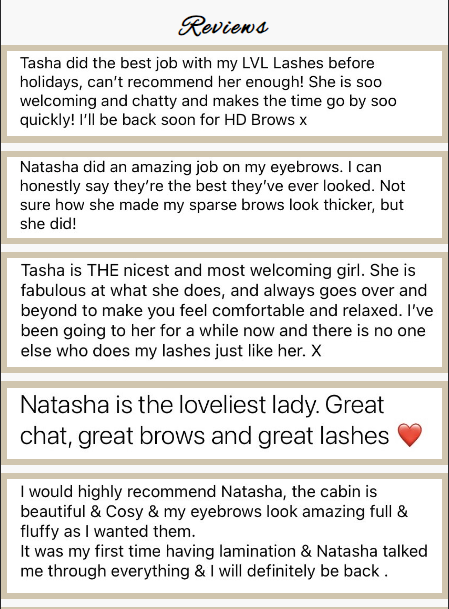 Reviews
Tasha did the best job with my LVL Lashes before
holidays, can’t recommend her enough! She is soo
welcoming and chatty and makes the time go by soo
quickly! I’ll be back soon for HD Brows x
Natasha did an amazing job on my eyebrows. I can
honestly say they’re the best they’ve ever looked. Not
sure how she made my sparse brows look thicker, but
she did!
Tasha is THE nicest and most welcoming girl. She is
fabulous at what she does, and always goes over and
beyond to make you feel comfortable and relaxed. I’ve
been going to her for a while now and there is no one
else who does my lashes just like her. X
Natasha is the loveliest lady. Great
chat, great brows and great lashes ❤️
I would highly recommend Natasha, the cabin is
beautiful & Cosy & my eyebrows look amazing full &
fluffy as I wanted them.
It was my first time having lamination & Natasha talked
me through everything & I will definitely be back .